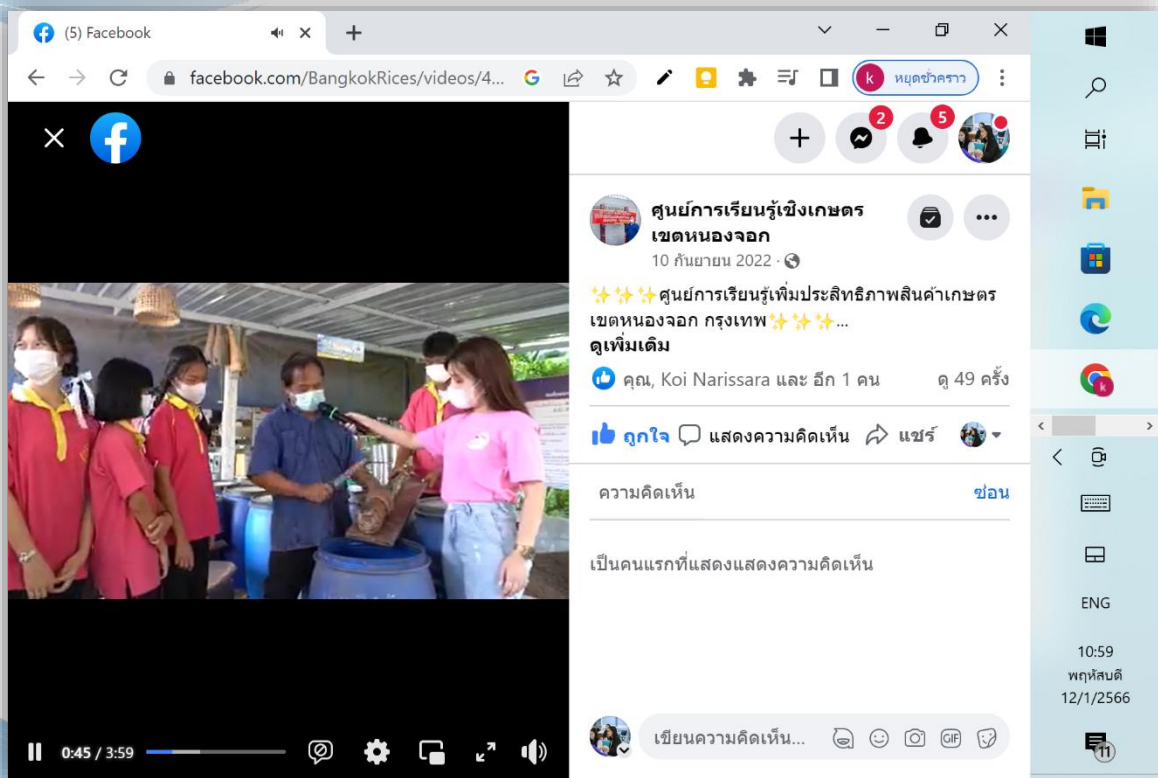 (5) Facebook
facebook.com/BangkokRices/videos/4...
G
k หยุดชั่วคราว
2
5
ศูนย์การเรียนรู้เชิงเกษตร
เขตหนองจอก
10 กันยายน 2022 ·
✨✨✨ศูนย์การเรียนรู้เพิ่มประสิทธิภาพสินค้าเกษตร
เขตหนองจอก กรุงเทพ✨✨✨...
ดูเพิ่มเติม
คุณ, Koi Narissara และ อีก 1 คน ดู 49 ครั้ง
ถูกใจ แสดงความคิดเห็น แชร์
ความคิดเห็น ซ่อน
เป็นคนแรกที่แสดงแสดงความคิดเห็น
เขียนความคิดเห็น... GIF
0:45 / 3:59
k
ENG
10:59
พฤหัสบดี
12/1/2566
11